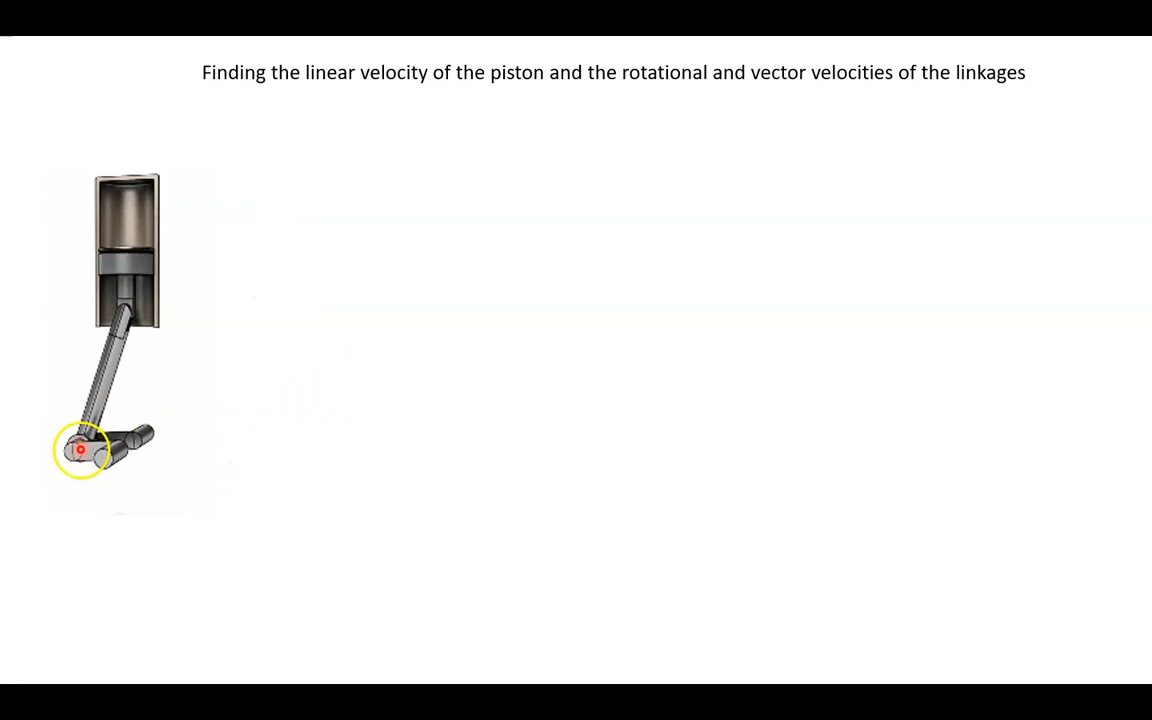 Finding the linear velocity of the piston and the rotational and vector velocities of the linkages